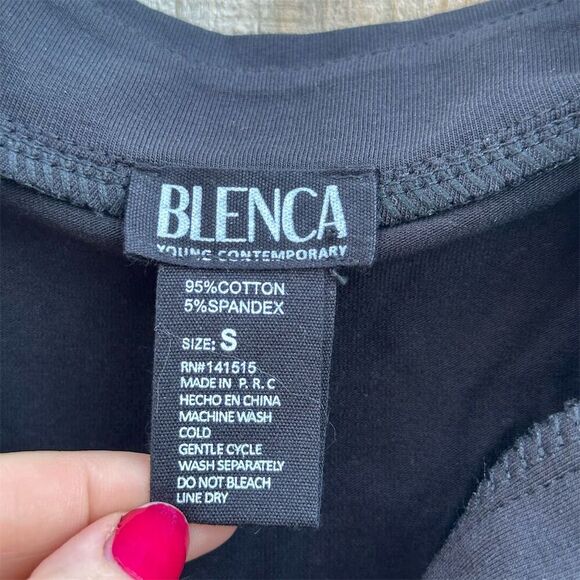 BLENCA
YOUNG CONTEMPORARY
95%COTTON
5%SPANDEX
SIZE: S
RN#141515
MADE IN P. R. C
HECHO EN CHINA
MACHINE WASH
COLD
GENTLE CYCLE
WASH SEPARATELY
DO NOT BLEACH
LINE DRY